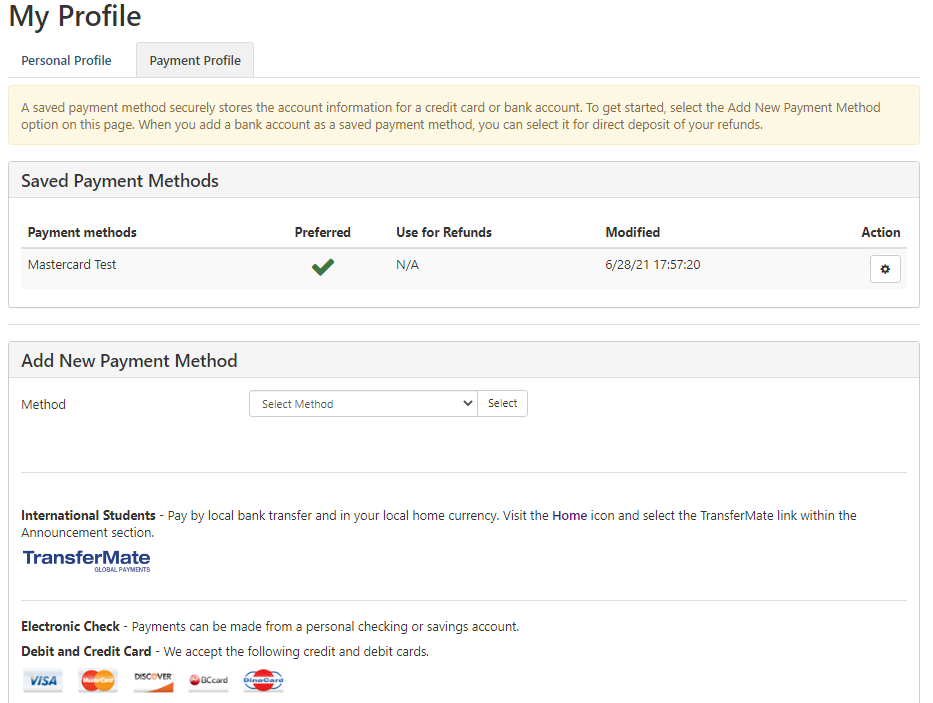 My Profile
Personal Profile
Payment Profile
A saved payment method securely stores the account information for a credit card or bank account. To get started, select the Add New Payment Method
option on this page. When you add a bank account as a saved payment method, you can select it for direct deposit of your refunds.
Saved Payment Methods
Payment methods Preferred Use for Refunds Modified Action
Mastercard Test N/A 6/28/21 17:57:20
Add New Payment Method
Method Select Method Select
International Students - Pay by local bank transfer and in your local home currency. Visit the Home icon and select the TransferMate link within the
Announcement section.
TransferMate
GLOBAL PAYMENTS
Electronic Check - Payments can be made from a personal checking or savings account.
Debit and Credit Card - We accept the following credit and debit cards.
VISA MasterCard DISCOVER BCcard DinaCard